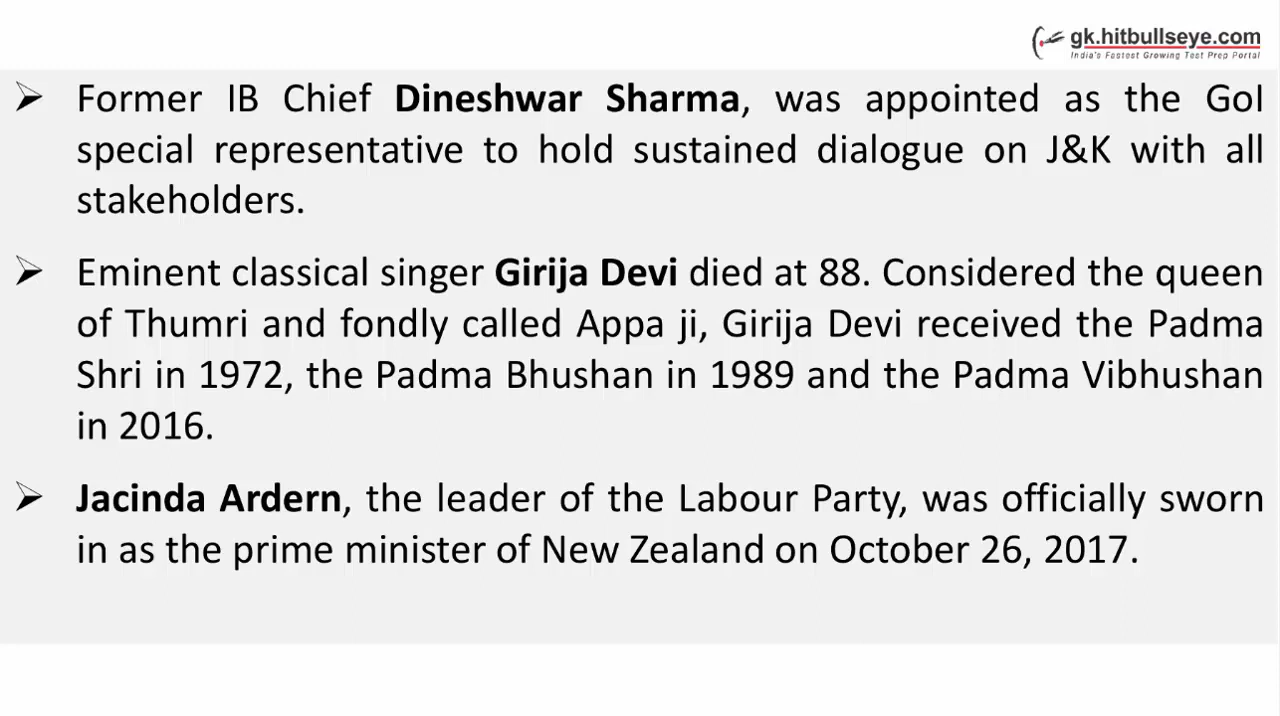 gk.hitbullseye.com
India's Fastest Growing Test Prep Portal
➢ Former IB Chief Dineshwar Sharma, was appointed as the GoI
special representative to hold sustained dialogue on J&K with all
stakeholders.
➢ Eminent classical singer Girija Devi died at 88. Considered the queen
of Thumri and fondly called Appa ji, Girija Devi received the Padma
Shri in 1972, the Padma Bhushan in 1989 and the Padma Vibhushan
in 2016.
➢ Jacinda Ardern, the leader of the Labour Party, was officially sworn
in as the prime minister of New Zealand on October 26, 2017.